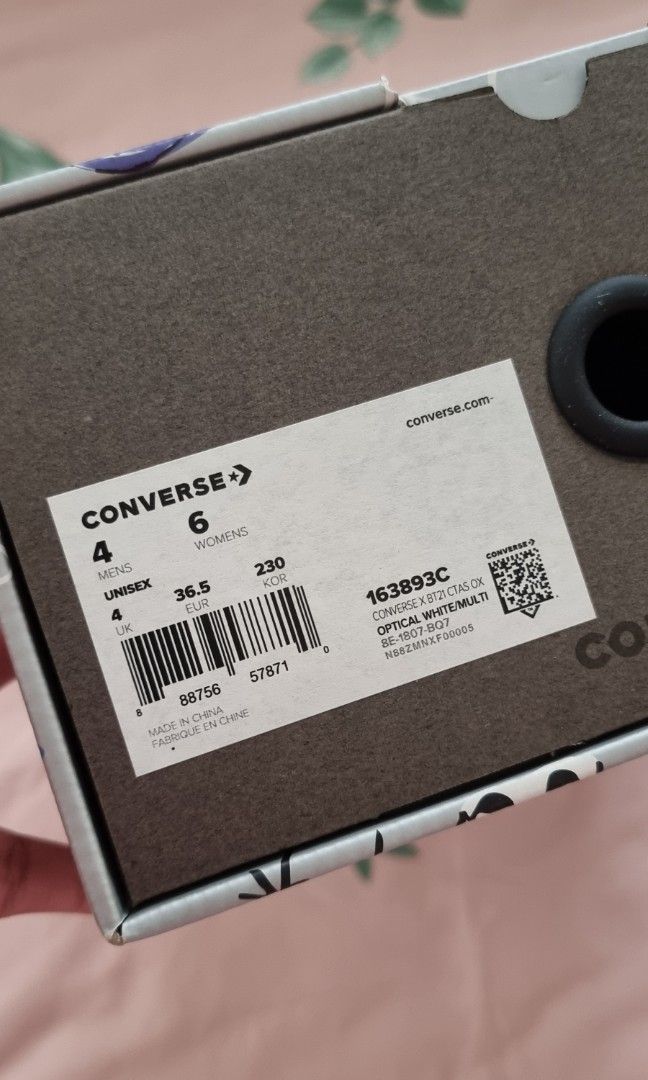 converse.com
CONVERSE
4
MENS
6
WOMENS
UNISEX
4
UK
36.5
EUR
230
KOR
8 88756 57871 0
MADE IN CHINA
FABRIQUE EN CHINE
CONVERSE
163893C
CONVERSE X BT21 CTAS OX
OPTICAL WHITE/MULTI
8E-1807-BQ7
N88ZMNXF00005